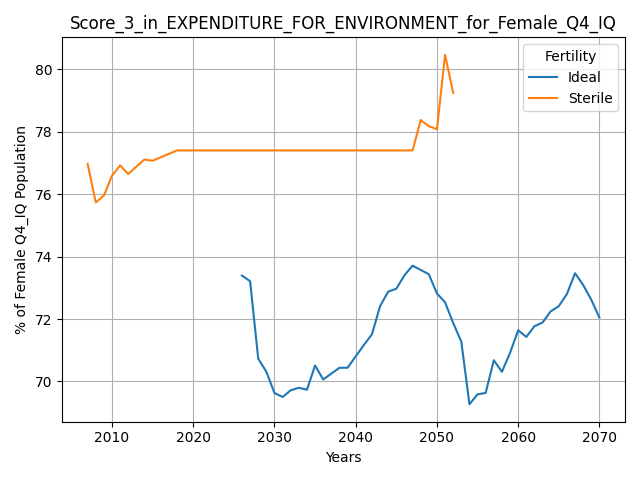 Score_3_in_EXPENDITURE_FOR_ENVIRONMENT_for_Female_Q4_IQ
Fertility
Ideal
Sterile
% of Female Q4_IQ Population
80
78
76
74
72
70
2010 2020 2030 2040 2050 2060 2070
Years